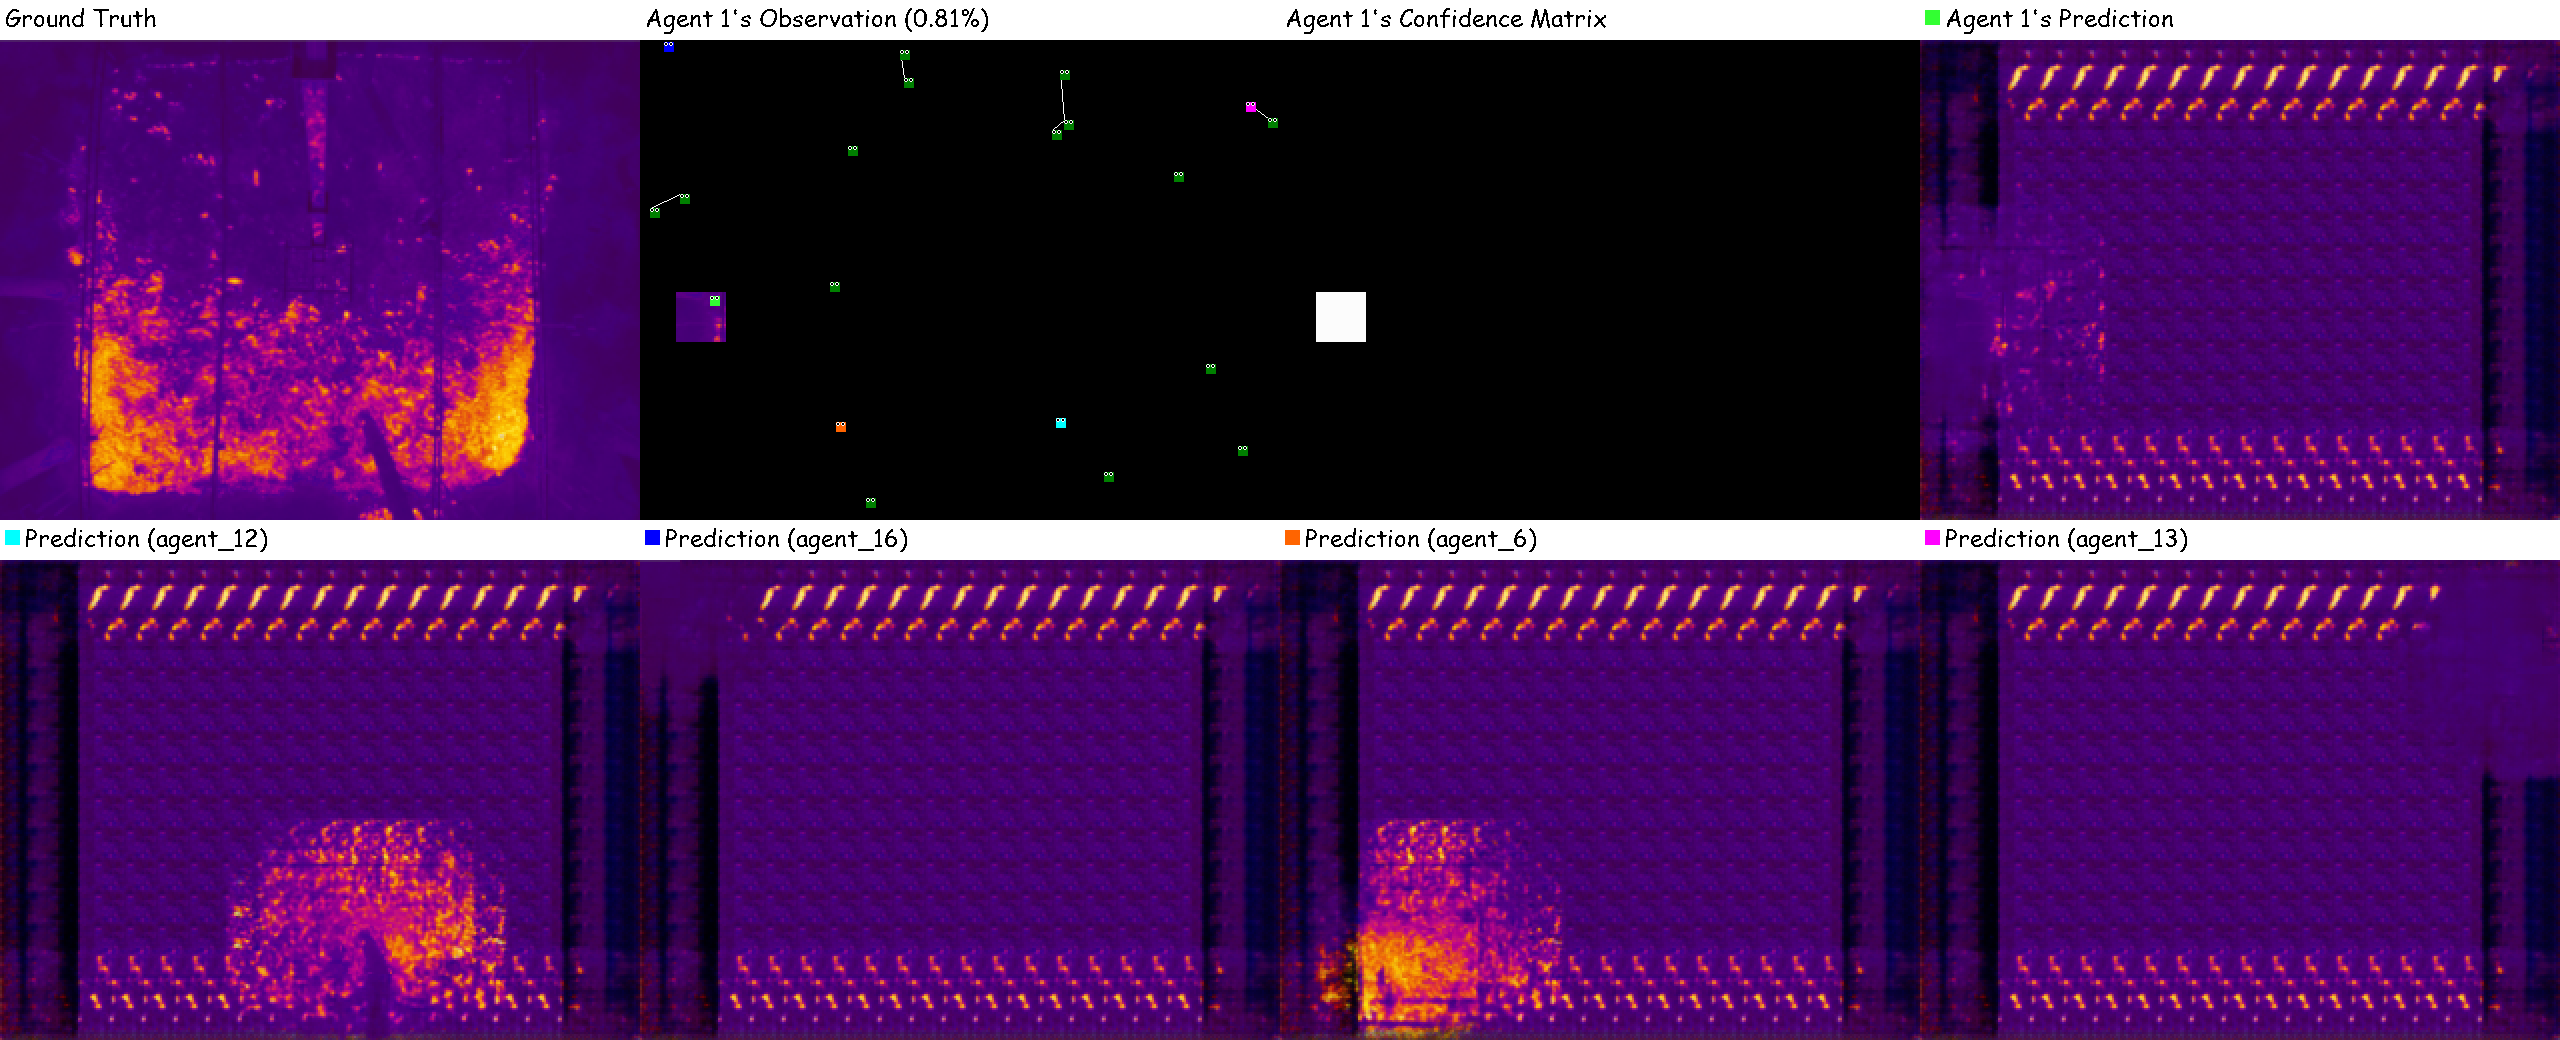 Ground Truth
Agent 1's Observation (0.81%)
Agent 1's Confidence Matrix
Agent 1's Prediction
Prediction (agent_12)
Prediction (agent_16)
Prediction (agent_6)
Prediction (agent_13)